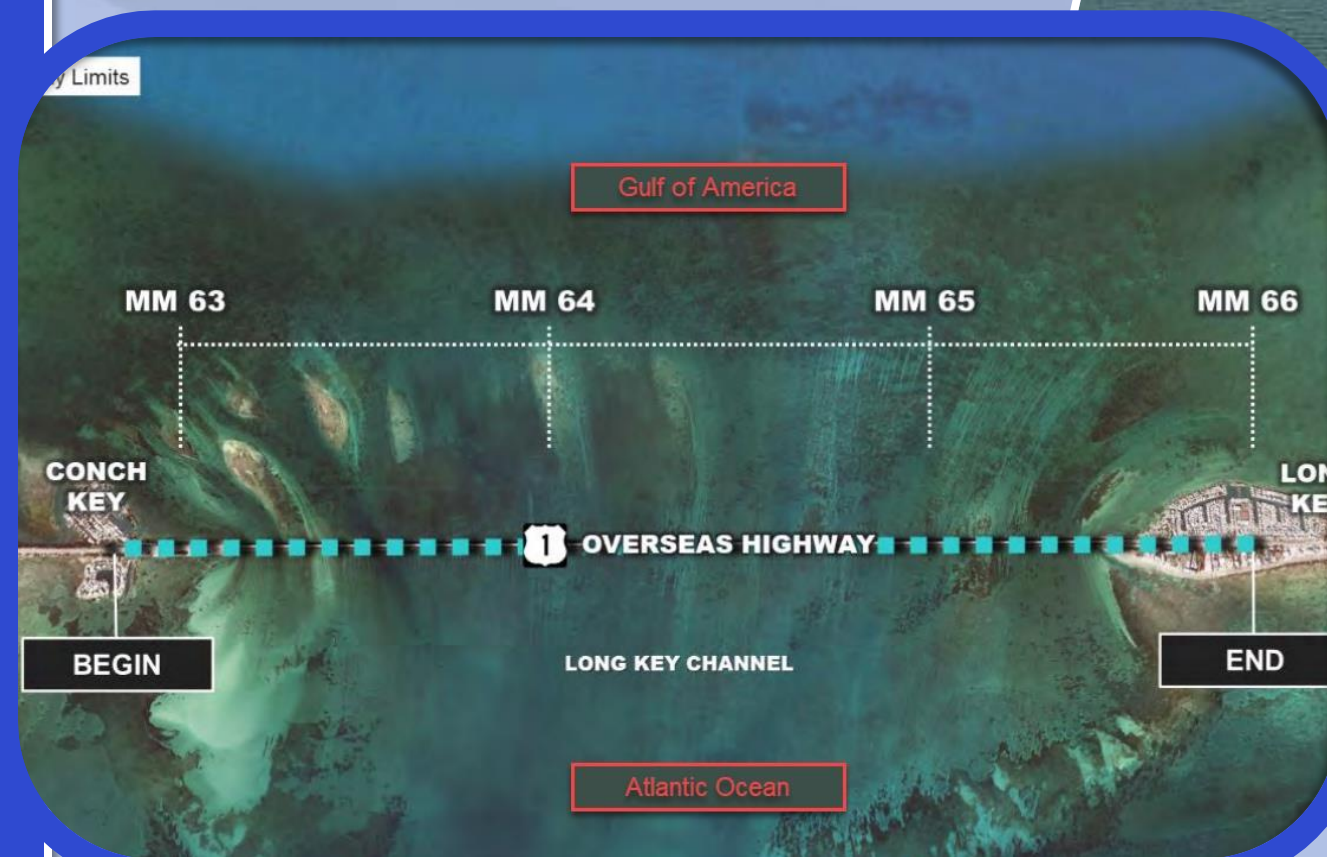 Limits
Gulf of America
MM 63
MM 64
MM 65
MM 66
CONCH
KEY
1
OVERSEAS HIGHWAY
BEGIN
END
LONG KEY CHANNEL
Atlantic Ocean